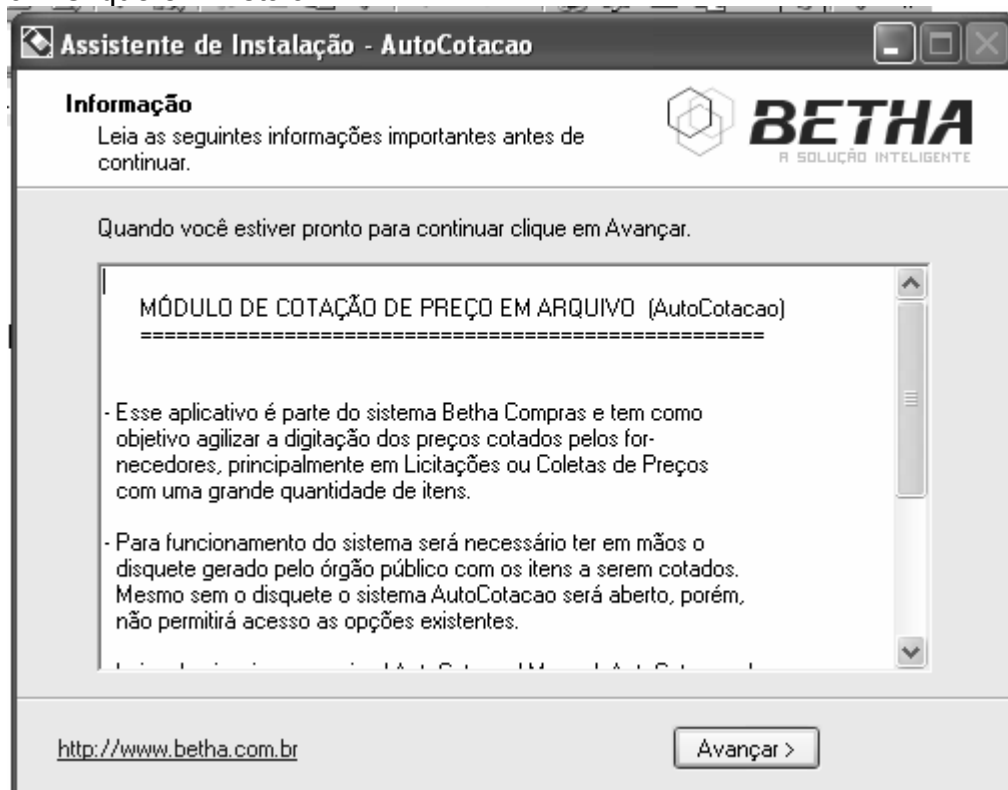 Assistente de Instalação - AutoCotacao
Informação
Leia as seguintes informações importantes antes de
continuar.
BETHA
A SOLUÇÃO INTELIGENTE
Quando você estiver pronto para continuar clique em Avançar.
MÓDULO DE COTAÇÃO DE PREÇO EM ARQUIVO (AutoCotacao)
====================================================
- Esse aplicativo é parte do sistema Betha Compras e tem como
objetivo agilizar a digitação dos preços cotados pelos for-
necedores, principalmente em Licitações ou Coletas de Preços
com uma grande quantidade de itens.
- Para funcionamento do sistema será necessário ter em mãos o
disquete gerado pelo órgão público com os itens a serem cotados.
Mesmo sem o disquete o sistema AutoCotacao será aberto, porém,
não permitirá acesso as opções existentes.
http://www.betha.com.br
Avançar >